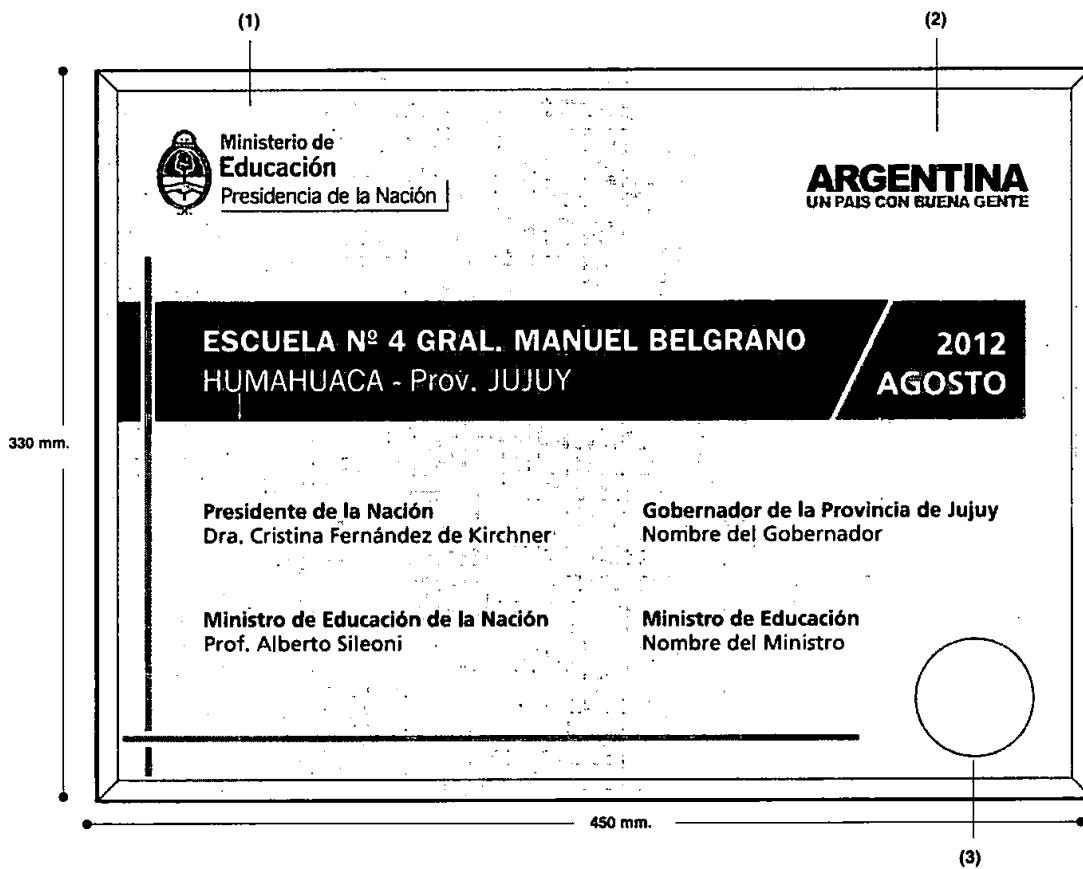 (1)
(2)
Ministerio de
Educación
Presidencia de la Nación
ARGENTINA
UN PAIS CON BUENA GENTE
ESCUELA Nº 4 GRAL. MANUEL BELGRANO
HUMAHUACA - Prov. JUJUY
2012
AGOSTO
330 mm.
Presidente de la Nación
Dra. Cristina Fernández de Kirchner
Gobernador de la Provincia de Jujuy
Nombre del Gobernador
Ministro de Educación de la Nación
Prof. Alberto Sileoni
Ministro de Educación
Nombre del Ministro
450 mm.
(3)